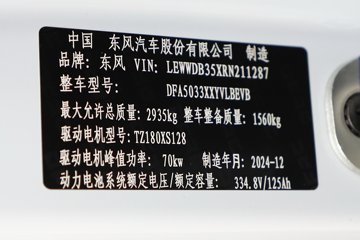 中国 东风汽车股份有限公司 制造
品牌: 东风 VIN: LEWWDB35XRN211287
整车型号: DFA5033XXYVLBEVB
最大允许总质量: 2935kg 整车整备质量: 1560kg
驱动电机型号: TZ180XS128
驱动电机峰值功率: 70kw 制造年月: 2024-12
动力电池系统额定电压/额定容量: 334.8V/125Ah